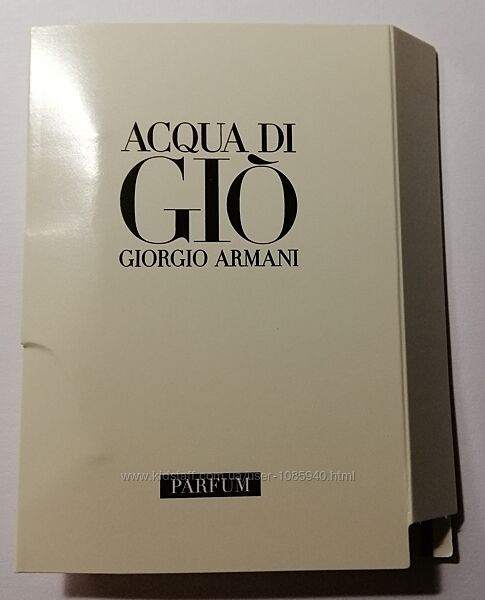 ACQUA DI
GIÒ
GIORGIO ARMANI
www.kidstaff.com.ua/user-1085940.html
PARFUM